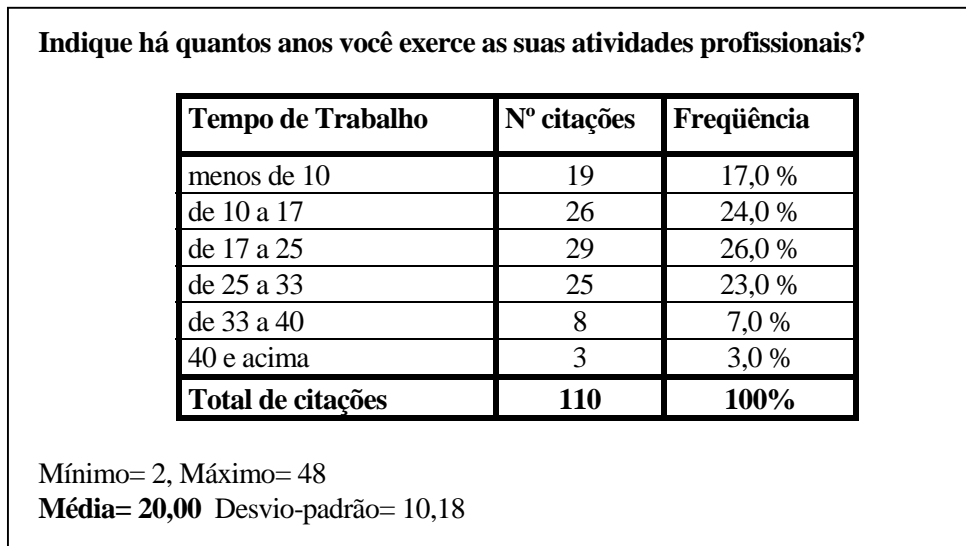 Indique há quantos anos você exerce as suas atividades profissionais?
Tempo de Trabalho Nº citações Freqüência
menos de 10 19 17,0 %
de 10 a 17 26 24,0 %
de 17 a 25 29 26,0 %
de 25 a 33 25 23,0 %
de 33 a 40 8 7,0 %
40 e acima 3 3,0 %
Total de citações 110 100%
Mínimo= 2, Máximo= 48
Média= 20,00 Desvio-padrão= 10,18